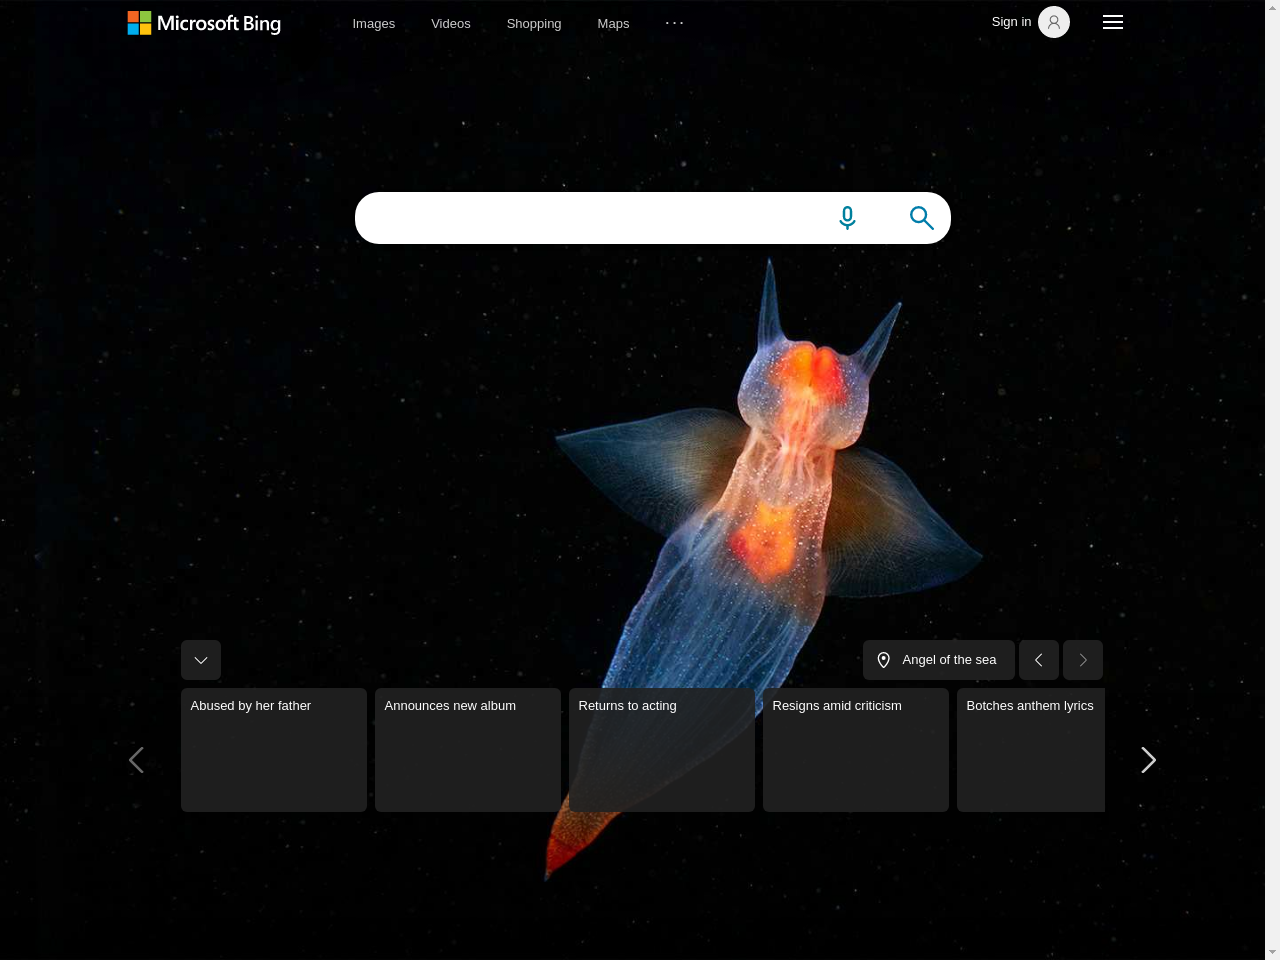 Microsoft Bing
Images
Videos
Shopping
Maps
...
Sign in
Angel of the sea
Abused by her father
Announces new album
Returns to acting
Resigns amid criticism
Botches anthem lyrics